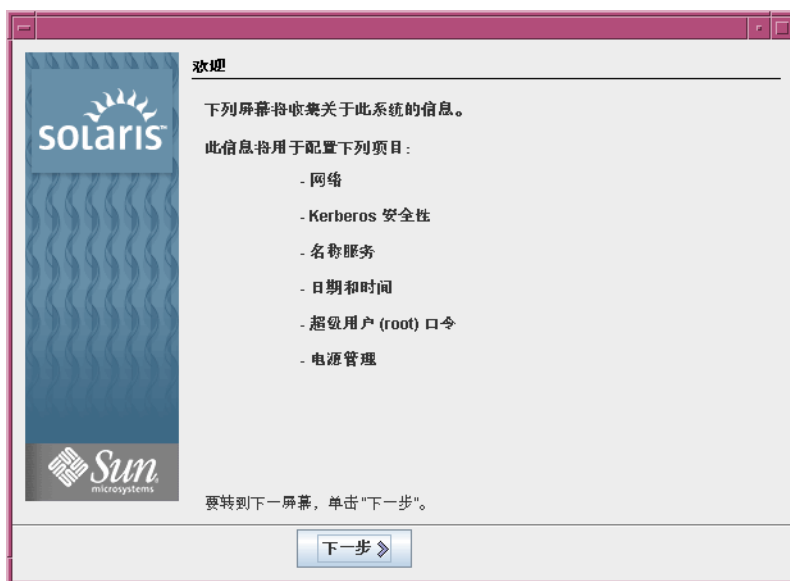 欢迎
solaris™
下列屏幕将收集关于此系统的信息。
此信息将用于配置下列项目:
- 网络
- Kerberos 安全性
- 名称服务
- 日期和时间
- 超级用户 (root) 口令
- 电源管理
Sun
microsystems
要转到下一屏幕，单击"下一步"。
下一步